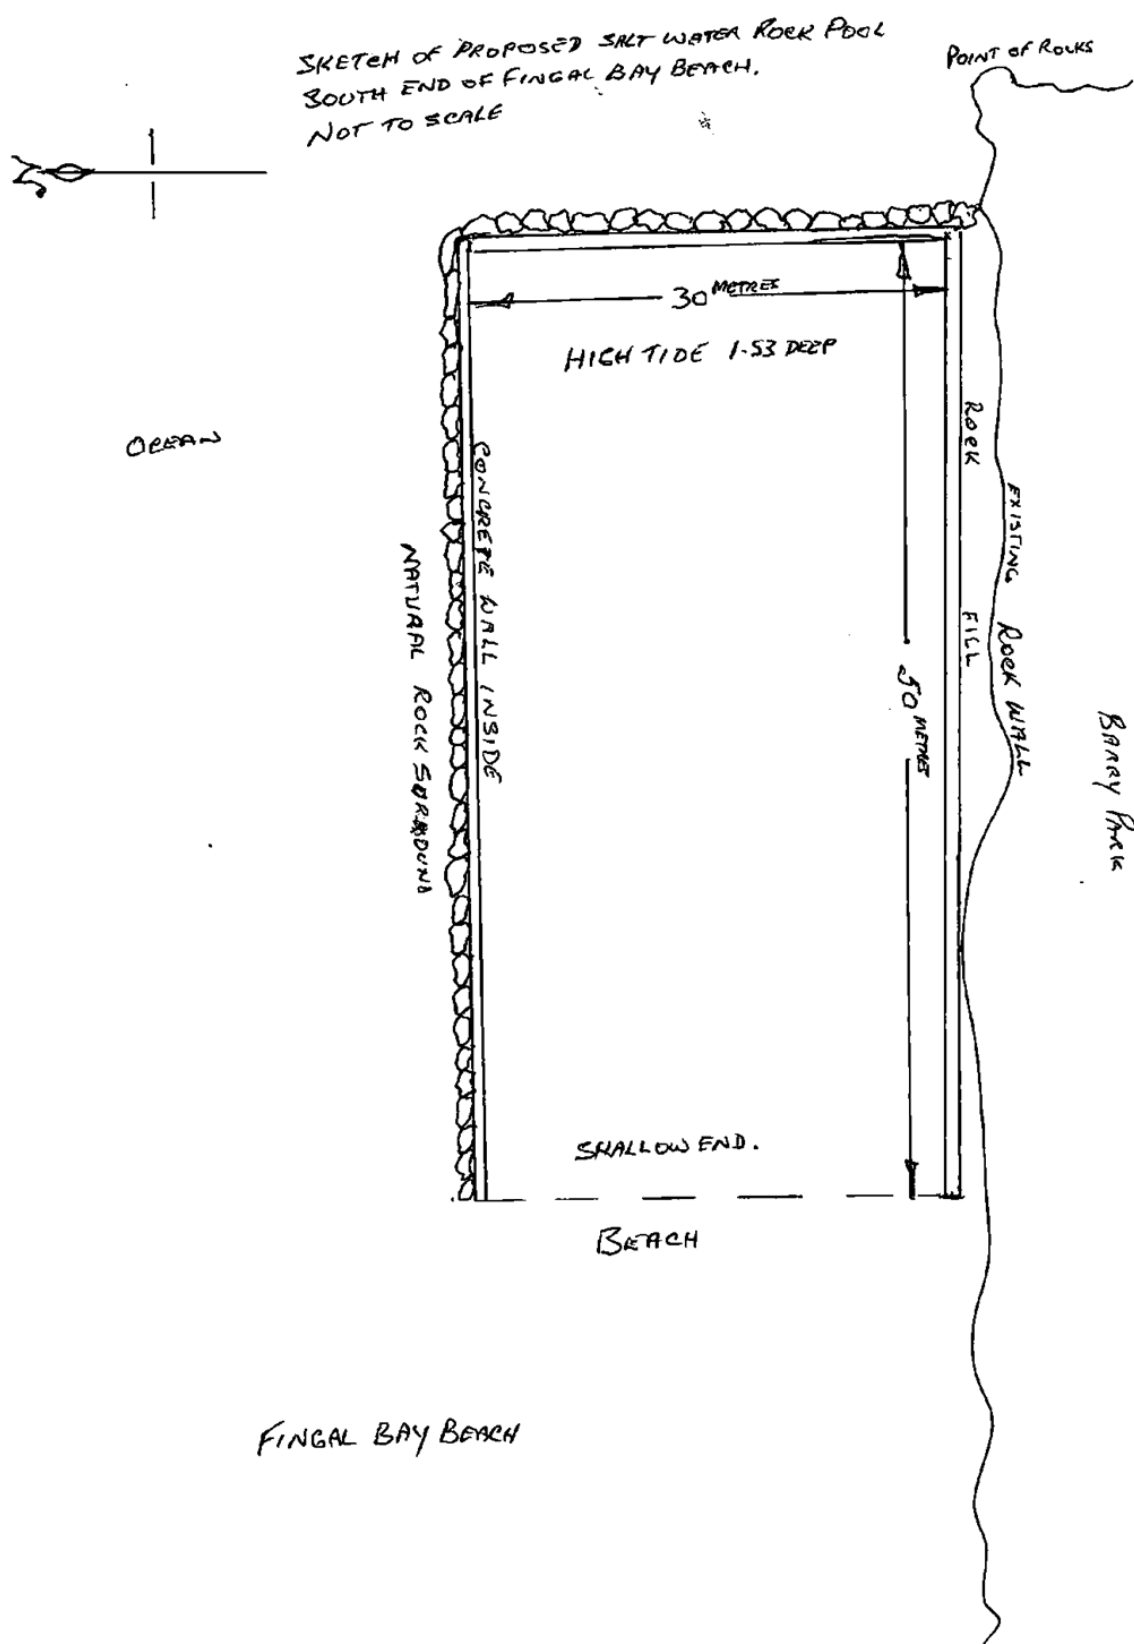 SKETCH OF PROPOSED SALT WATER ROCK POOL
SOUTH END OF FINGAL BAY BEACH.
NOT TO SCALE
POINT OF ROCKS
N
30 METRES
HIGH TIDE 1.53 DEEP
OCEAN
CONCRETE WALL INSIDE
NATURAL ROCK SURROUND
50 METRES
ROCK FILL
EXISTING ROCK WALL
BARRY PARK
SHALLOW END.
BEACH
FINGAL BAY BEACH